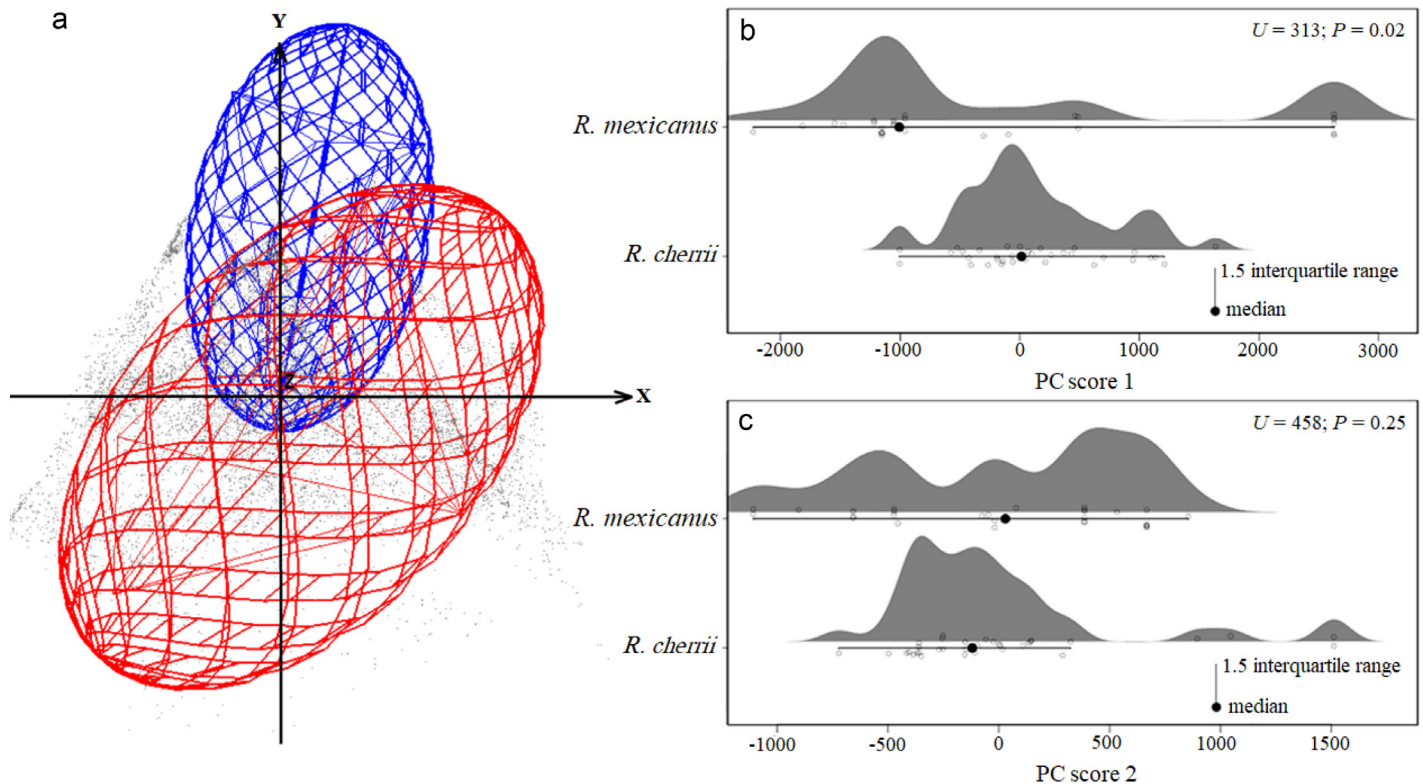 a
Y
X
Z
b
U = 313; P = 0.02
R. mexicanus
R. cherrii
1.5 interquartile range
median
-2000 -1000 0 1000 2000 3000
PC score 1
c
U = 458; P = 0.25
R. mexicanus
R. cherrii
1.5 interquartile range
median
-1000 -500 0 500 1000 1500
PC score 2